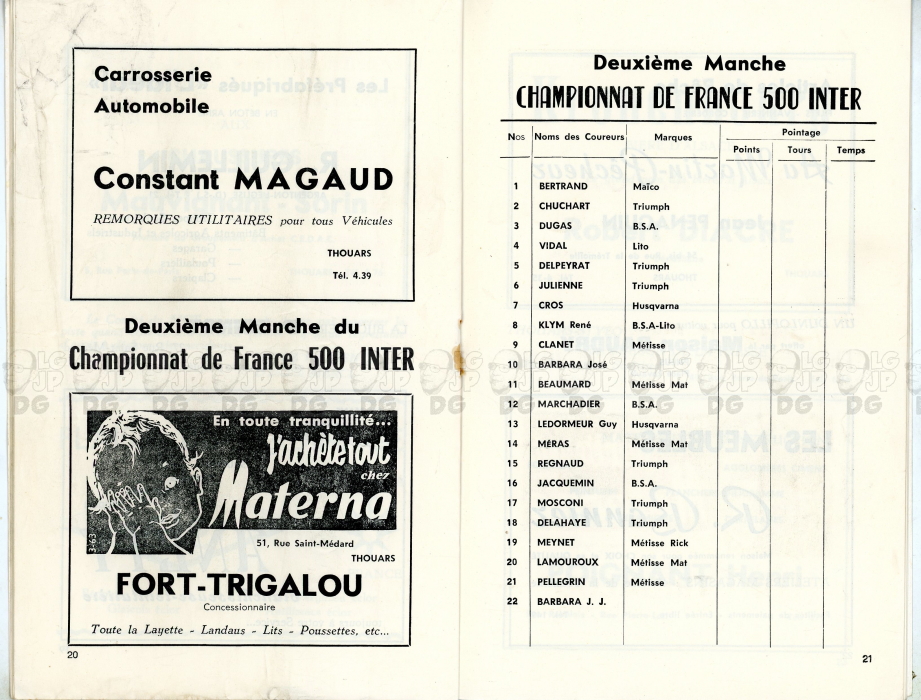 Carrosserie
Automobile
Constant MAGAUD
REMORQUES UTILITAIRES pour tous Véhicules
THOUARS
Tél. 4.39
Deuxième Manche du
Championnat de France 500 INTER
En toute tranquillité...
J'achète tout
chez
Materna
3-63
51, Rue Saint-Médard
THOUARS
FORT-TRIGALOU
Concessionnaire
Toute la Layette - Landaus - Lits - Poussettes, etc...
20
Deuxième Manche
CHAMPIONNAT DE FRANCE 500 INTER
Nos Noms des Coureurs Marques Pointage
Points Tours Temps
1 BERTRAND Maïco
2 CHUCHART Triumph
3 DUGAS B.S.A.
4 VIDAL Lito
5 DELPEYRAT Triumph
6 JULIENNE Triumph
7 CROS Husqvarna
8 KLYM René B.S.A-Lito
9 CLANET Métisse
10 BARBARA José
11 BEAUMARD Métisse Mat
12 MARCHADIER B.S.A.
13 LEDORMEUR Guy Husqvarna
14 MÉRAS Métisse Mat
15 REGNAUD Triumph
16 JACQUEMIN B.S.A.
17 MOSCONI Triumph
18 DELAHAYE Triumph
19 MEYNET Métisse Rick
20 LAMOUROUX Métisse Mat
21 PELLEGRIN Métisse
22 BARBARA J. J.
21